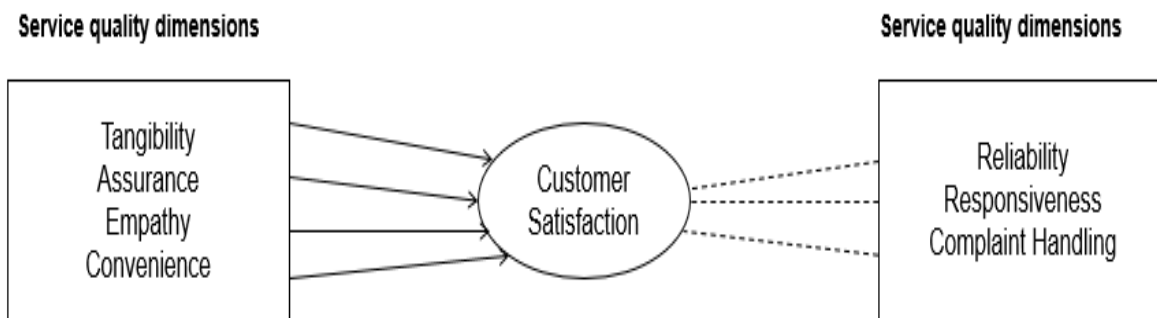 Service quality dimensions
Service quality dimensions
Tangibility
Assurance
Empathy
Convenience
Customer
Satisfaction
Reliability
Responsiveness
Complaint Handling